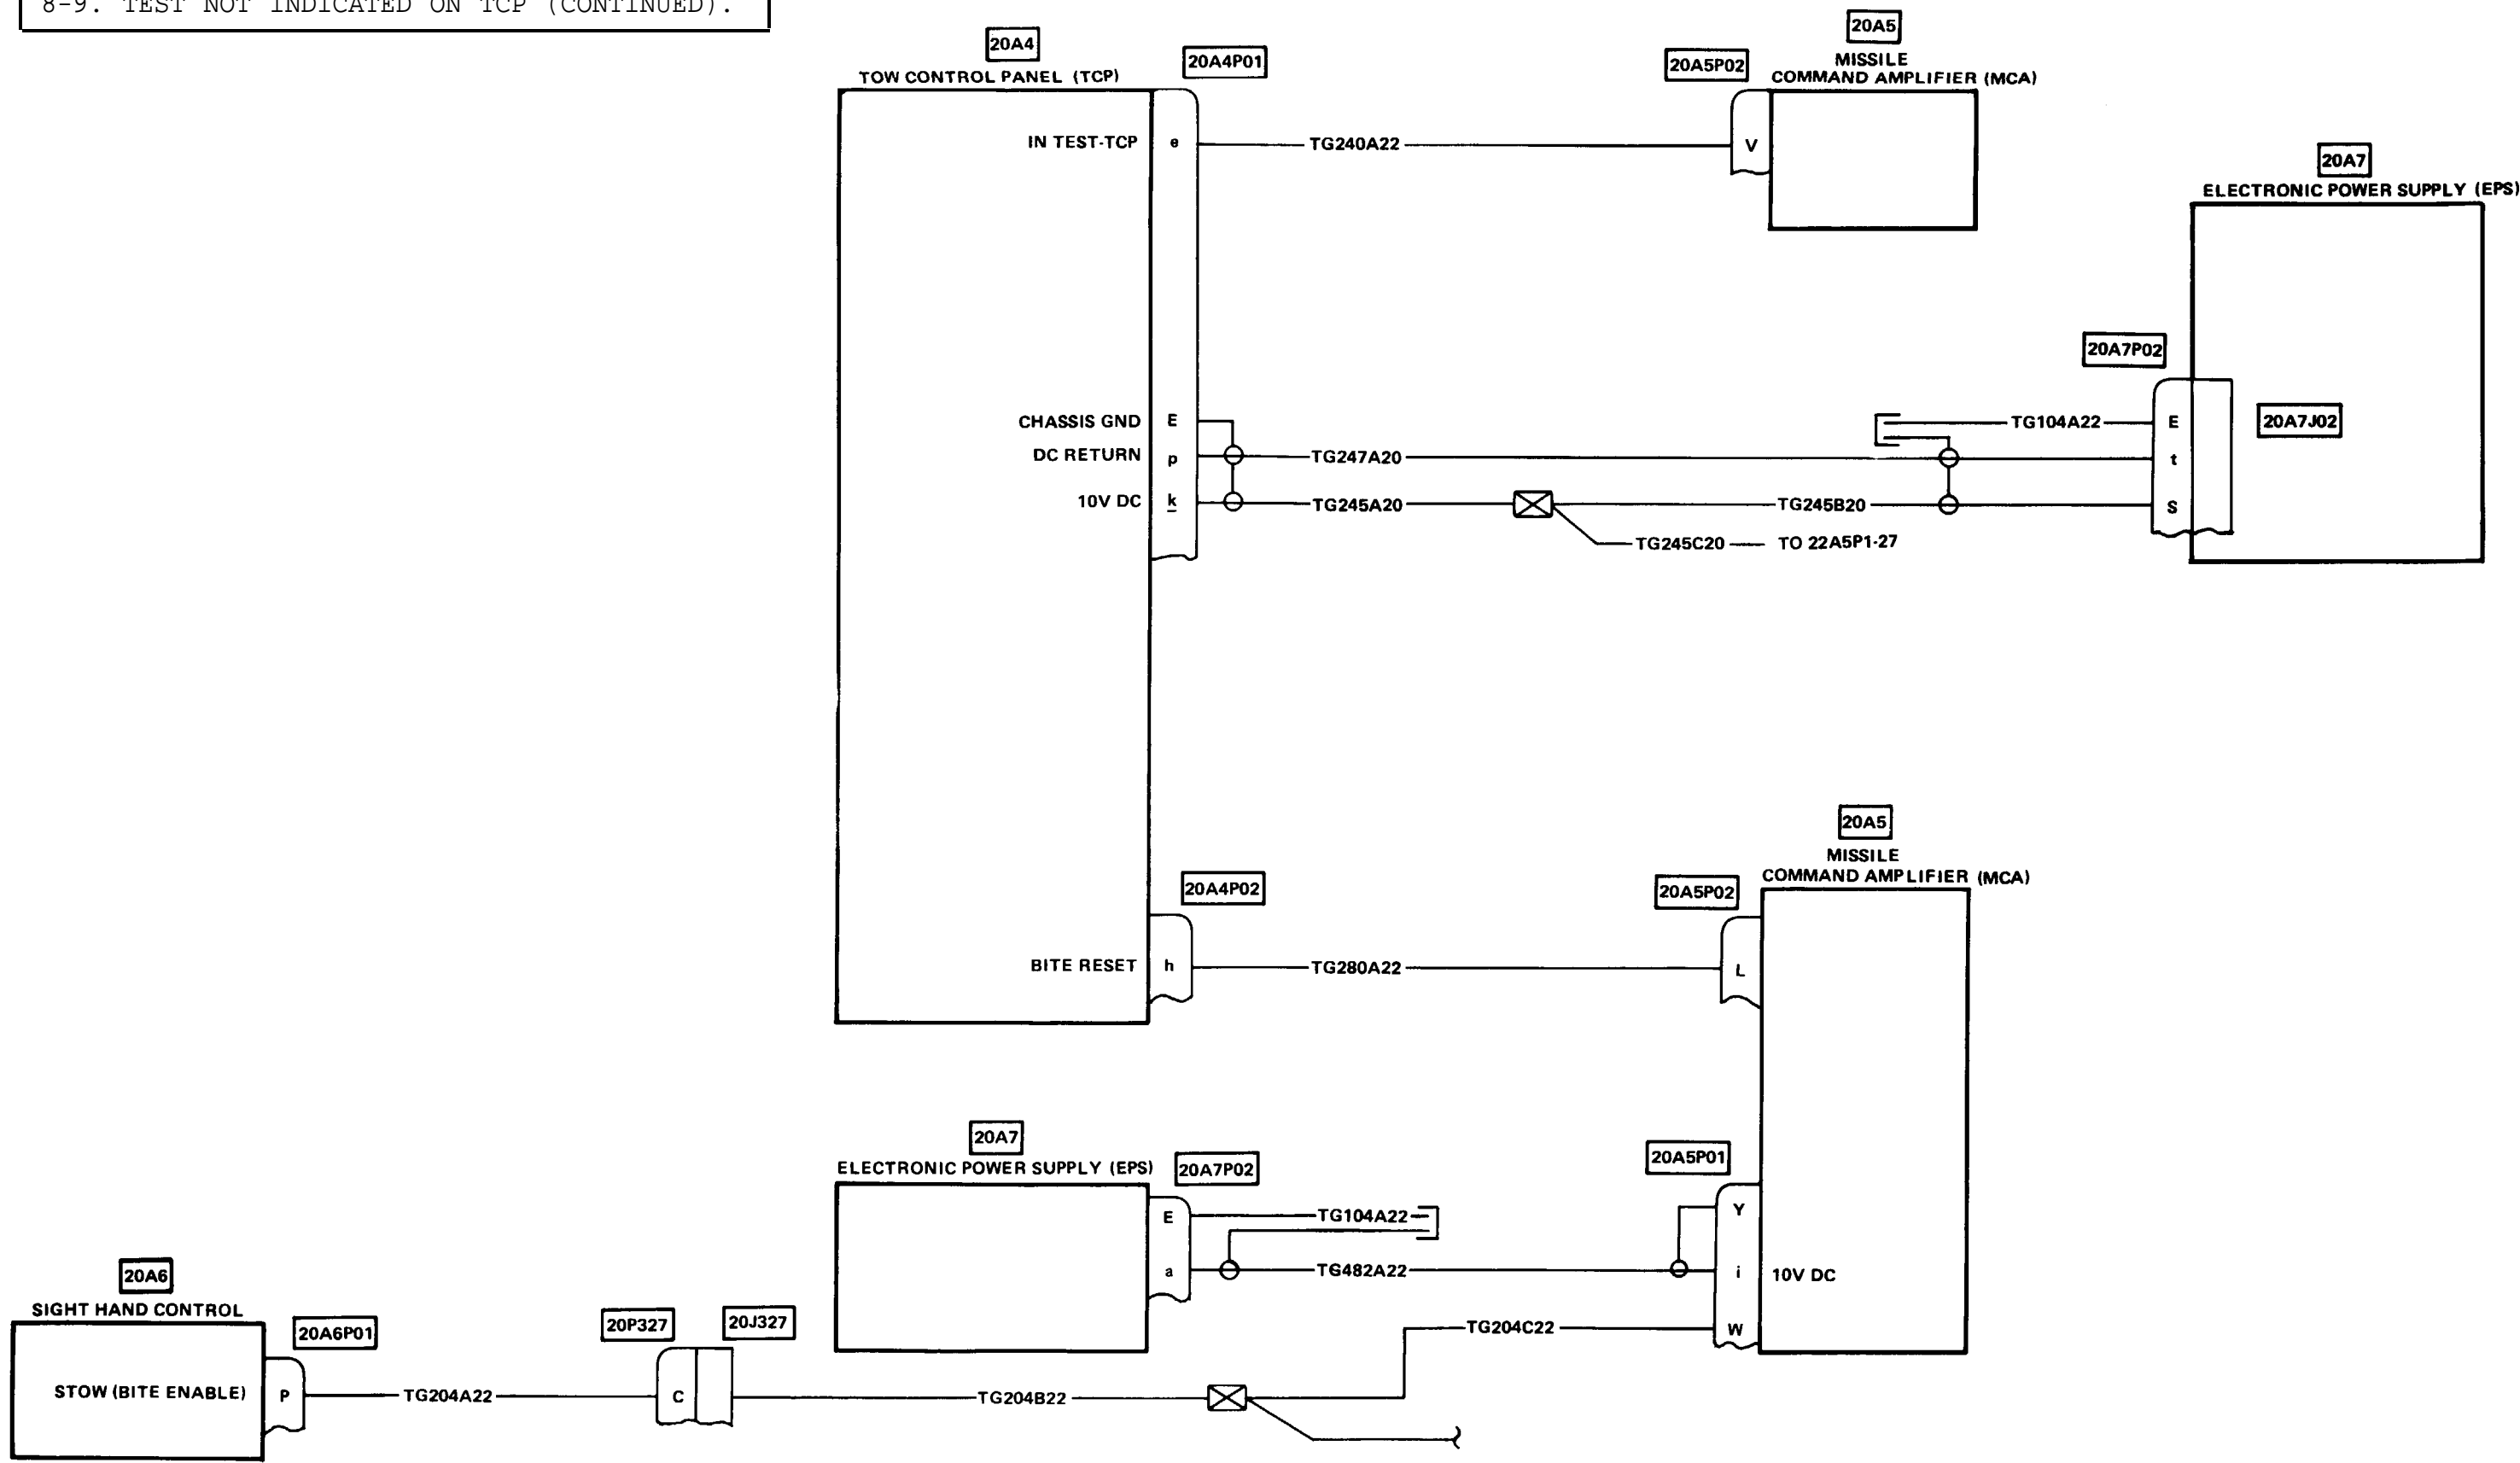 8-9. TEST NOT INDICATED ON TCP (CONTINUED).
20A4
TOW CONTROL PANEL (TCP)
20A4P01
20A5P02
20A5
MISSILE
COMMAND AMPLIFIER (MCA)
IN TEST-TCP e TG240A22 V
20A7
ELECTRONIC POWER SUPPLY (EPS)
20A7P02
CHASSIS GND E TG104A22 E 20A7J02
DC RETURN p TG247A20 t
10V DC k TG245A20 TG245B20 S
TG245C20 TO 22A5P1-27
20A5
MISSILE
COMMAND AMPLIFIER (MCA)
20A4P02
20A5P02
BITE RESET h TG280A22 L
20A7
ELECTRONIC POWER SUPPLY (EPS)
20A7P02
20A5P01
E TG104A22 Y
a TG482A22 i 10V DC
TG204C22 W
20A6
SIGHT HAND CONTROL
20A6P01
20P327
20J327
STOW (BITE ENABLE) P TG204A22 C TG204B22